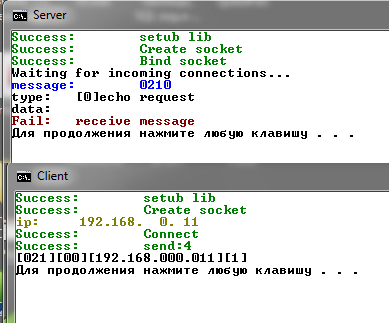 Server
Success: setub lib
Success: Create socket
Success: Bind socket
Waiting for incoming connections...
message: 0210
type: [0]echo request
data:
Fail: receive message
Для продолжения нажмите любую клавишу . . .
Client
Success: setub lib
Success: Create socket
ip: 192.168. 0. 11
Success: Connect
Success: send:4
[021][00][192.168.000.011][1]
Для продолжения нажмите любую клавишу . . .